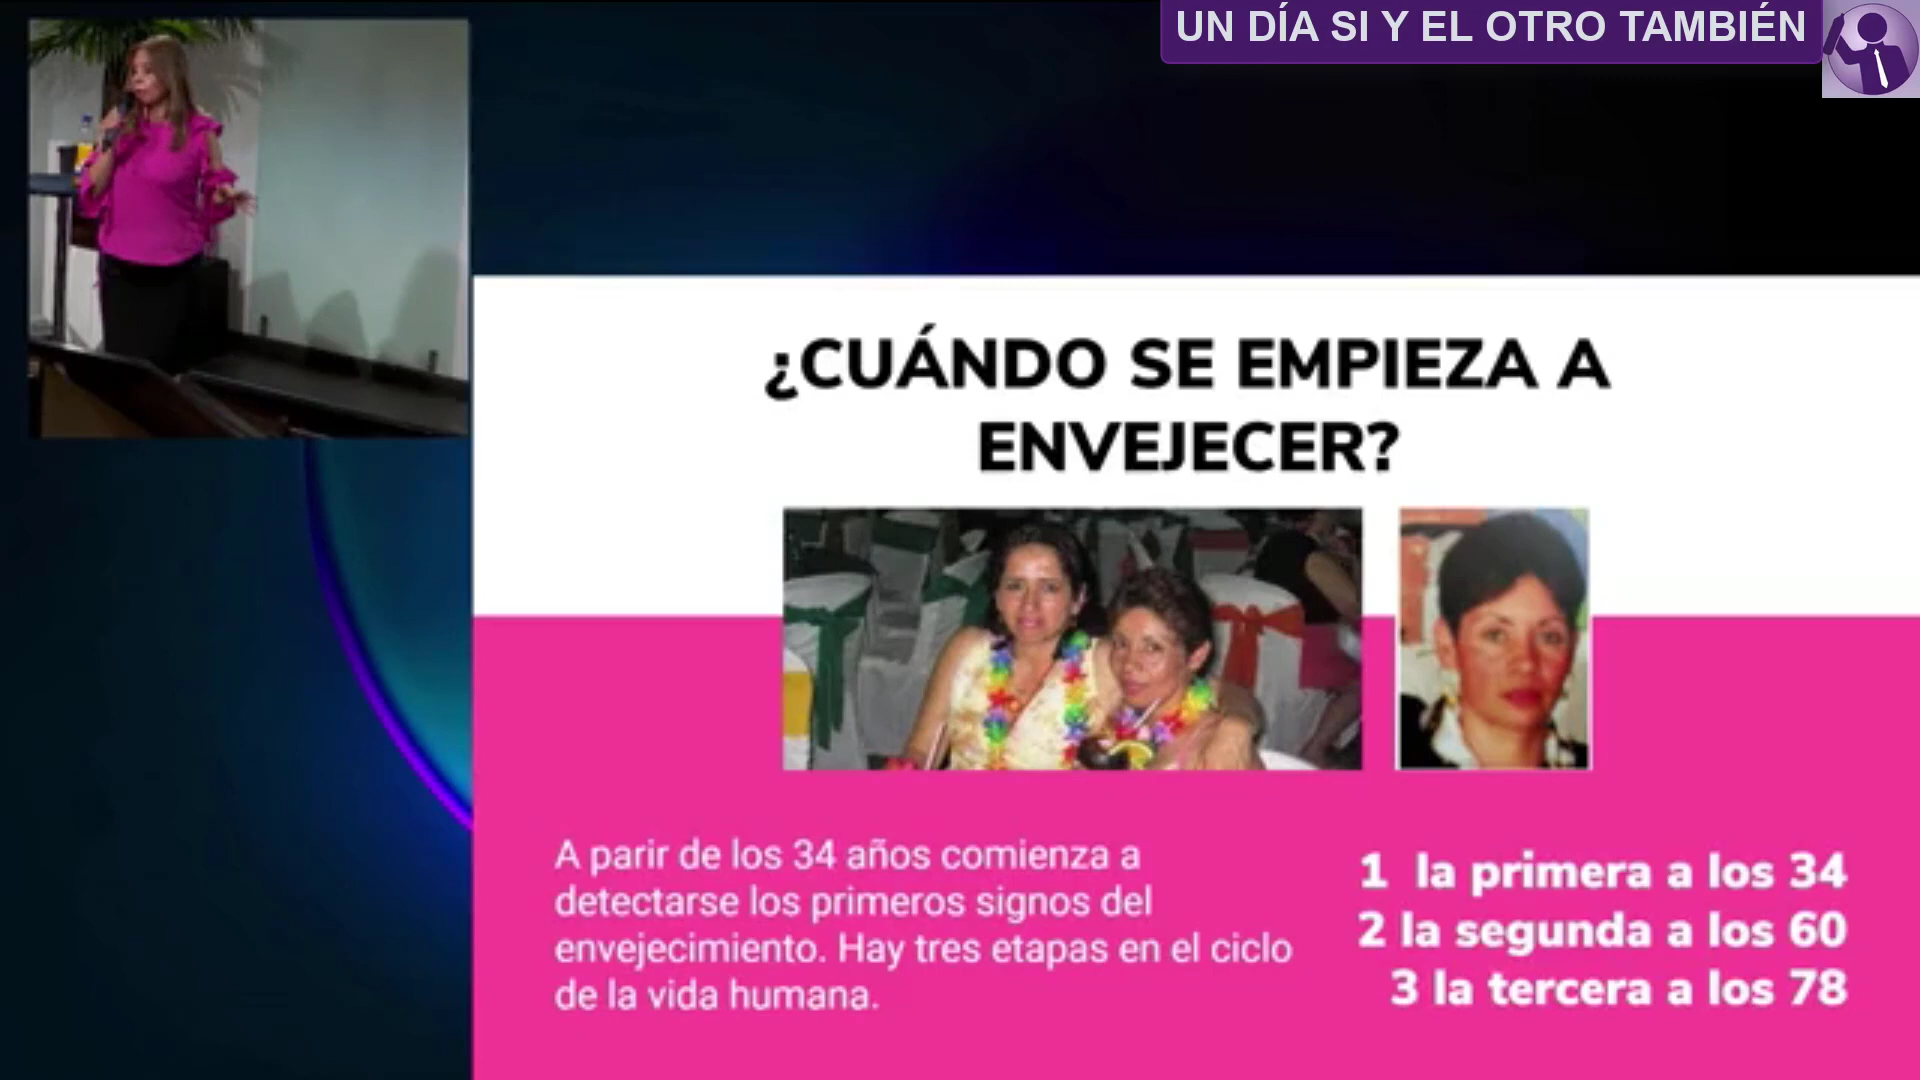 UN DÍA SI Y EL OTRO TAMBIÉN
¿CUÁNDO SE EMPIEZA A
ENVEJECER?
A parir de los 34 años comienza a
detectarse los primeros signos del
envejecimiento. Hay tres etapas en el ciclo
de la vida humana.
1 la primera a los 34
2 la segunda a los 60
3 la tercera a los 78